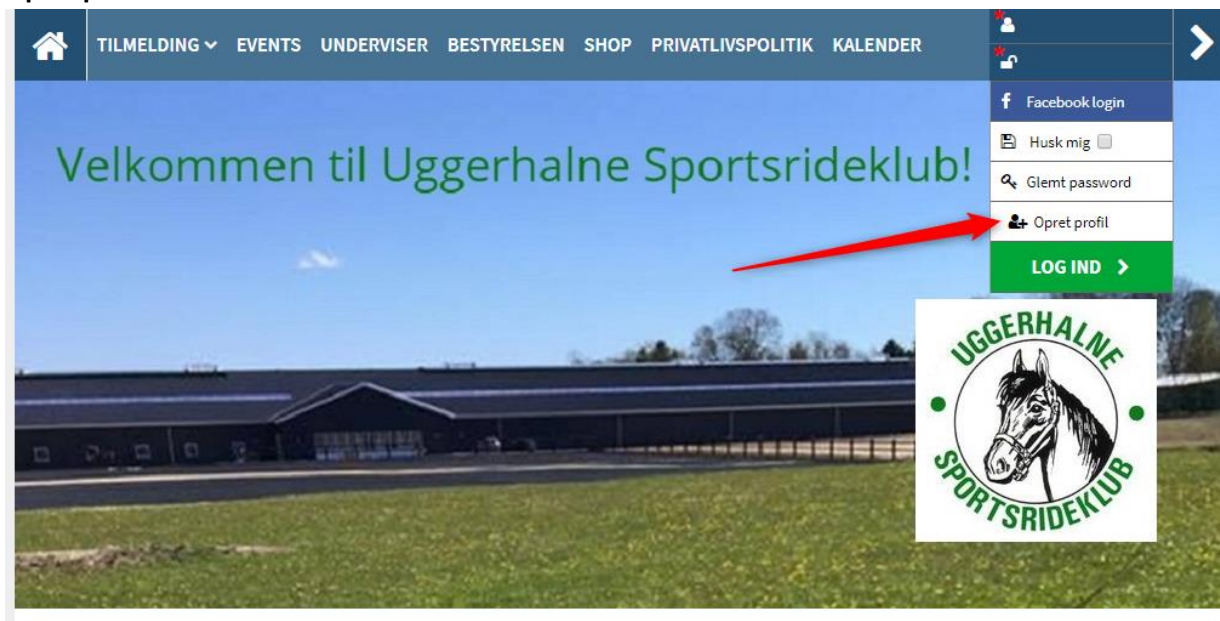 TILMELDING EVENTS UNDERVISER BESTYRELSEN SHOP PRIVATLIVSPOLITIK KALENDER
*
*
f Facebook login
Husk mig
Glemt password
Opret profil
LOG IND
Velkommen til Uggerhalne Sportsrideklub!
UGGERHALNE
SPORTSRIDEKLUB